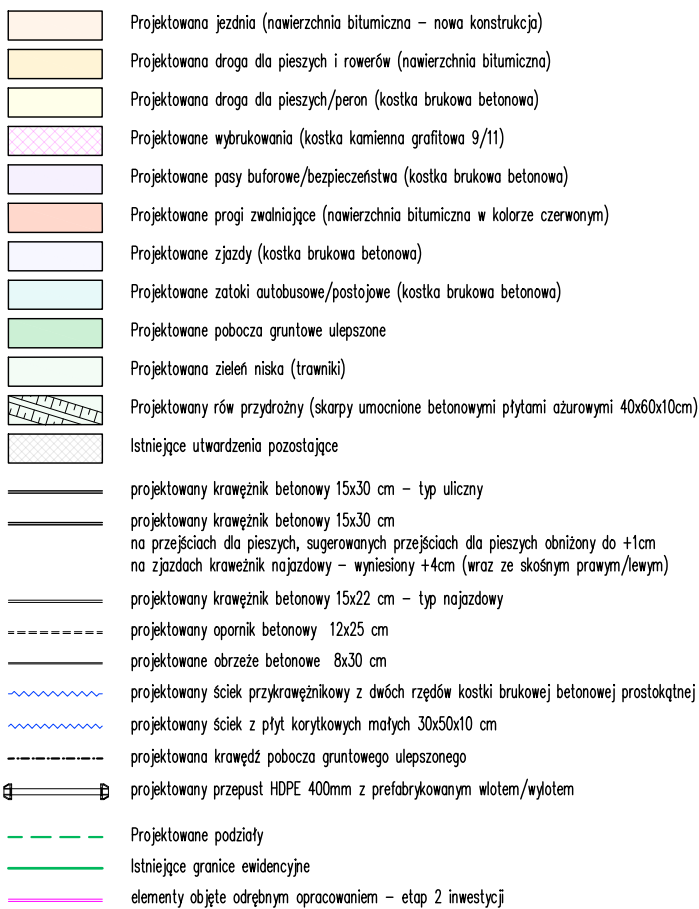 Projektowana jezdnia (nawierzchnia bitumiczna – nowa konstrukcja)
Projektowana droga dla pieszych i rowerów (nawierzchnia bitumiczna)
Projektowana droga dla pieszych/peron (kostka brukowa betonowa)
Projektowane wybrukowania (kostka kamienna grafitowa 9/11)
Projektowane pasy buforowe/bezpieczeństwa (kostka brukowa betonowa)
Projektowane progi zwalniające (nawierzchnia bitumiczna w kolorze czerwonym)
Projektowane zjazdy (kostka brukowa betonowa)
Projektowane zatoki autobusowe/postojowe (kostka brukowa betonowa)
Projektowane pobocza gruntowe ulepszone
Projektowana zieleń niska (trawniki)
Projektowany rów przydrożny (skarpy umocnione betonowymi płytami ażurowymi 40x60x10cm)
Istniejące utwardzenia pozostające
projektowany krawężnik betonowy 15x30 cm – typ uliczny
projektowany krawężnik betonowy 15x30 cm
na przejściach dla pieszych, sugerowanych przejściach dla pieszych obniżony do +1cm
na zjazdach kraweżnik najazdowy – wyniesiony +4cm (wraz ze skośnym prawym/lewym)
projektowany krawężnik betonowy 15x22 cm – typ najazdowy
projektowany opornik betonowy 12x25 cm
projektowane obrzeże betonowe 8x30 cm
projektowany ściek przykrawężnikowy z dwóch rzędów kostki brukowej betonowej prostokątnej
projektowany ściek z płyt korytkowych małych 30x50x10 cm
projektowana krawędź pobocza gruntowego ulepszonego
projektowany przepust HDPE 400mm z prefabrykowanym wlotem/wylotem
Projektowane podziały
Istniejące granice ewidencyjne
elementy objęte odrębnym opracowaniem – etap 2 inwestycji